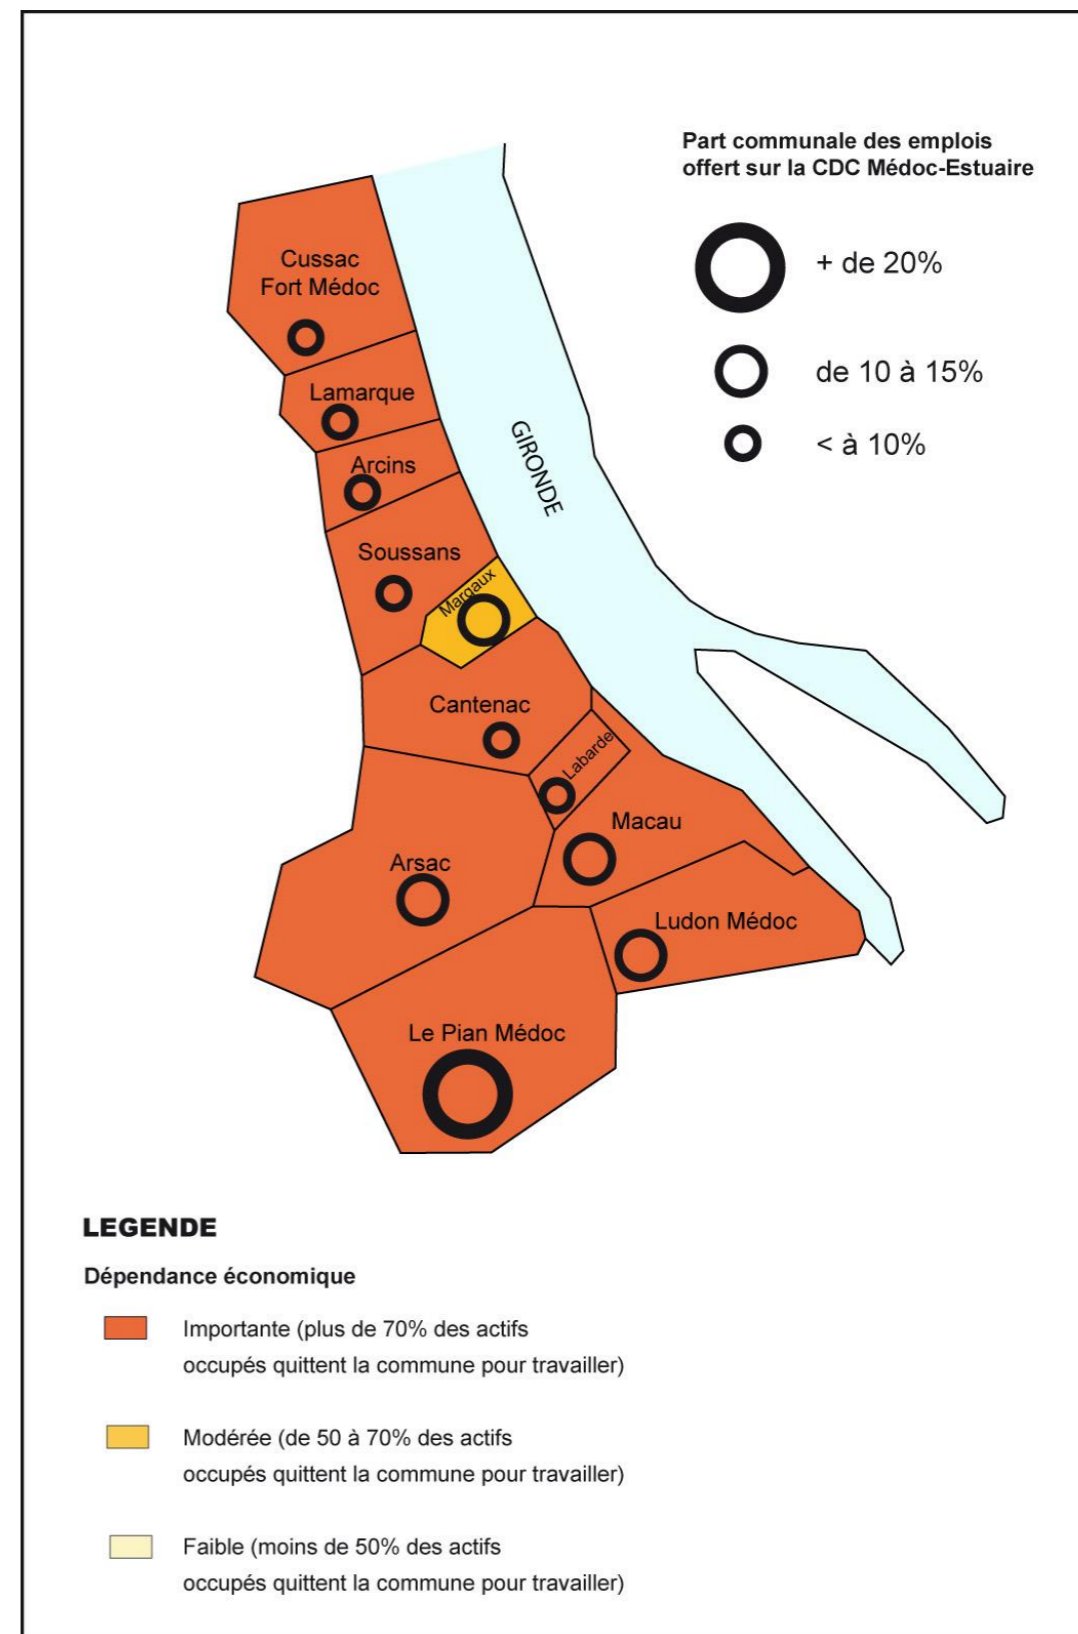 Part communale des emplois
offert sur la CDC Médoc-Estuaire
+ de 20%
de 10 à 15%
< à 10%
Cussac
Fort Médoc
Lamarque
Arcins
GIRONDE
Soussans
Margaux
Cantenac
Labarde
Macau
Arsac
Ludon Médoc
Le Pian Médoc
LEGENDE
Dépendance économique
Importante (plus de 70% des actifs
occupés quittent la commune pour travailler)
Modérée (de 50 à 70% des actifs
occupés quittent la commune pour travailler)
Faible (moins de 50% des actifs
occupés quittent la commune pour travailler)